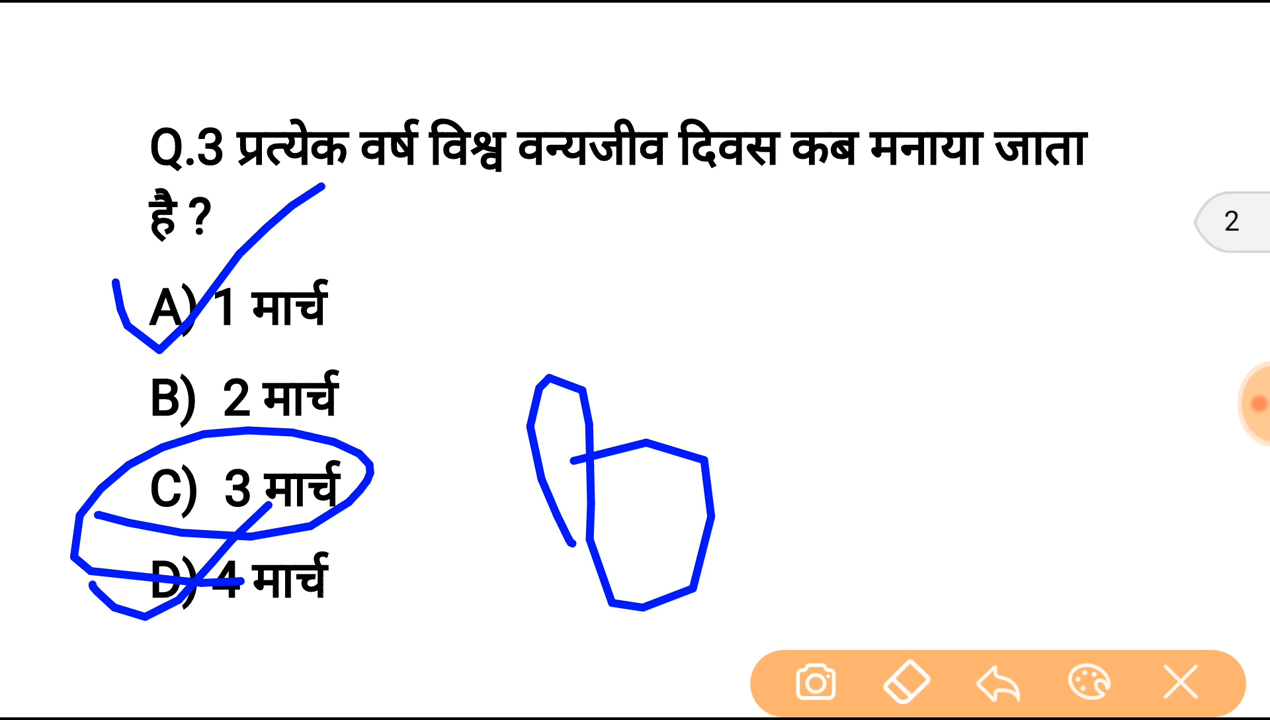 Q.3 प्रत्येक वर्ष विश्व वन्यजीव दिवस कब मनाया जाता
है ?
A) 1 मार्च
B) 2 मार्च
C) 3 मार्च
D) 4 मार्च
2